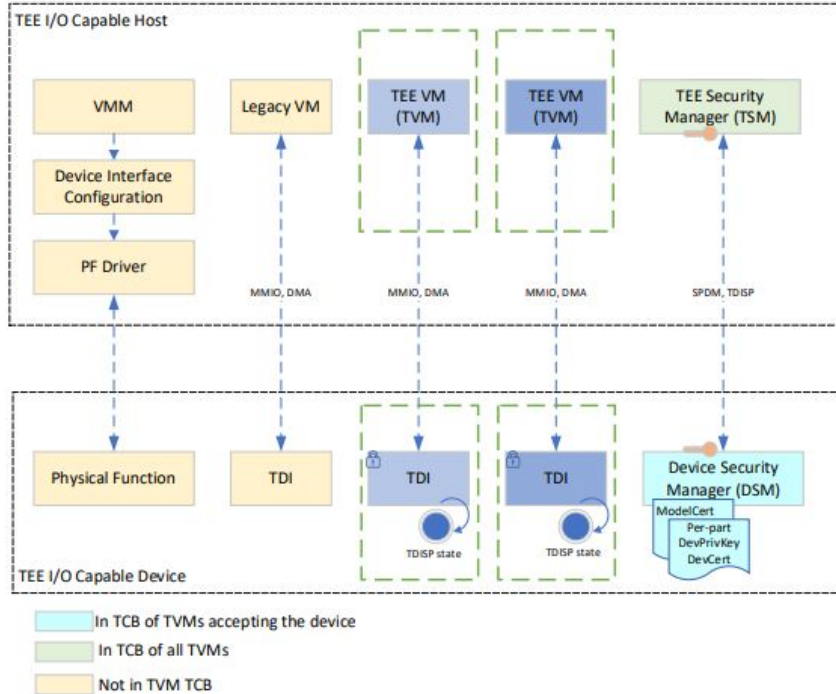 TEE I/O Capable Host
VMM
Legacy VM
TEE VM
(TVM)
TEE VM
(TVM)
TEE Security
Manager (TSM)
Device Interface
Configuration
PF Driver
MMIO, DMA
MMIO, DMA
MMIO, DMA
SPDM, TDISP
Physical Function
TDI
TDI
TDI
Device Security
Manager (DSM)
ModelCert
Per-part
DevPrivKey
DevCert
TDISP state
TDISP state
TEE I/O Capable Device
In TCB of TVMs accepting the device
In TCB of all TVMs
Not in TVM TCB